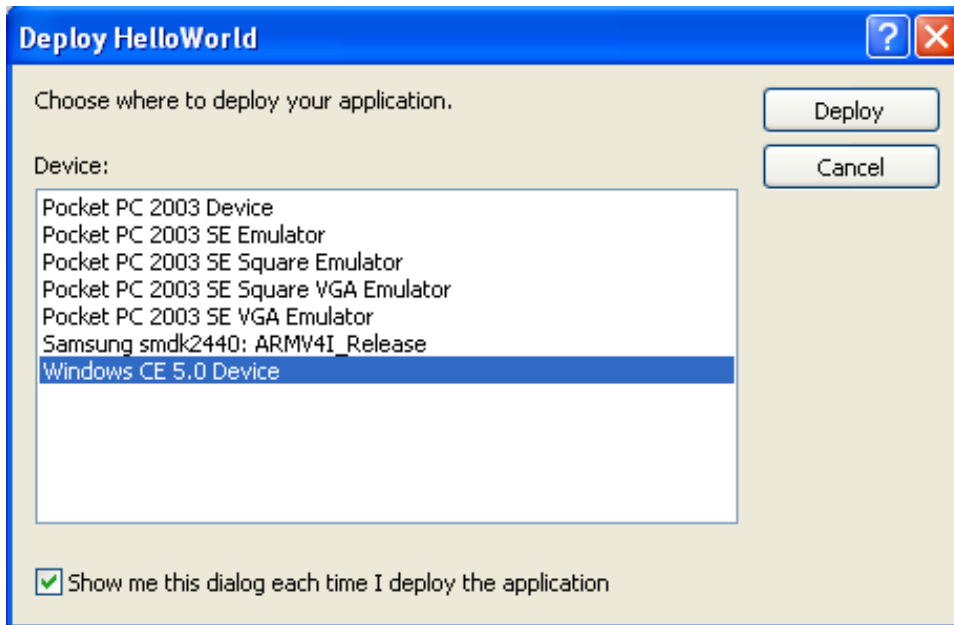 Deploy HelloWorld
?
Choose where to deploy your application.
Deploy
Device:
Cancel
Pocket PC 2003 Device
Pocket PC 2003 SE Emulator
Pocket PC 2003 SE Square Emulator
Pocket PC 2003 SE Square VGA Emulator
Pocket PC 2003 SE VGA Emulator
Samsung smdk2440: ARMV4I_Release
Windows CE 5.0 Device
Show me this dialog each time I deploy the application